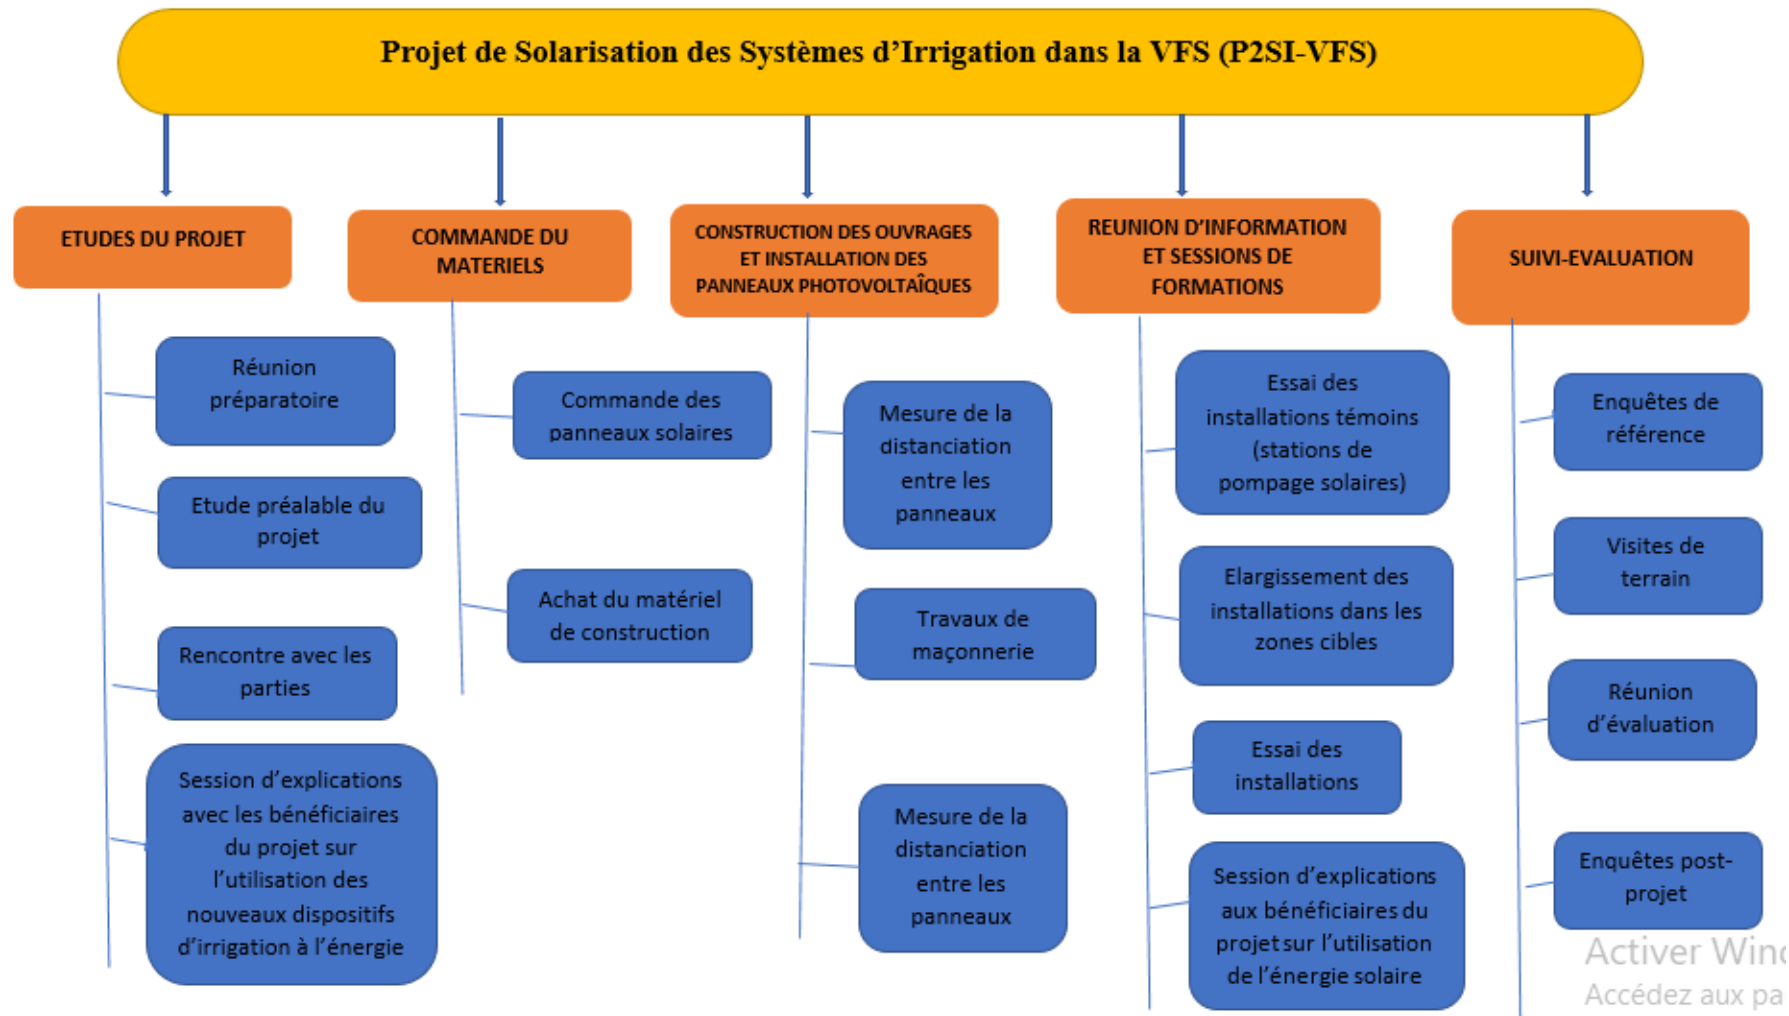 Projet de Solarisation des Systèmes d’Irrigation dans la VFS (P2SI-VFS)
ETUDES DU PROJET
Réunion
préparatoire
Etude préalable du
projet
Rencontre avec les
parties
Session d’explications
avec les bénéficiaires
du projet sur
l’utilisation des
nouveaux dispositifs
d’irrigation à l’énergie
COMMANDE DU
MATERIELS
Commande des
panneaux solaires
Achat du matériel
de construction
CONSTRUCTION DES OUVRAGES
ET INSTALLATION DES
PANNEAUX PHOTOVOLTAÎQUES
Mesure de la
distanciation
entre les
panneaux
Travaux de
maçonnerie
Mesure de la
distanciation
entre les
panneaux
REUNION D’INFORMATION
ET SESSIONS DE
FORMATIONS
Essai des
installations témoins
(stations de
pompage solaires)
Elargissement des
installations dans les
zones cibles
Essai des
installations
Session d’explications
aux bénéficiaires du
projet sur l’utilisation
de l’énergie solaire
SUIVI-EVALUATION
Enquêtes de
référence
Visites de
terrain
Réunion
d’évaluation
Enquêtes post-
projet
Activer Wind
Accédez aux pa